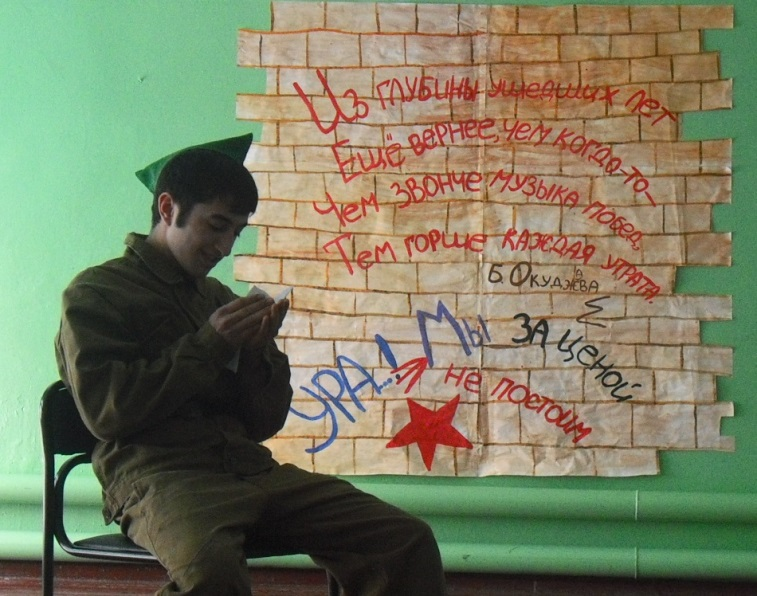 Из глубины ушедших лет
Ещё вернее, чем когда-то-
Чем звонче музыка побед,
Тем горше каждая утрата.
Б. Окуджава
УРА!.. Мы за ценой
не постоим